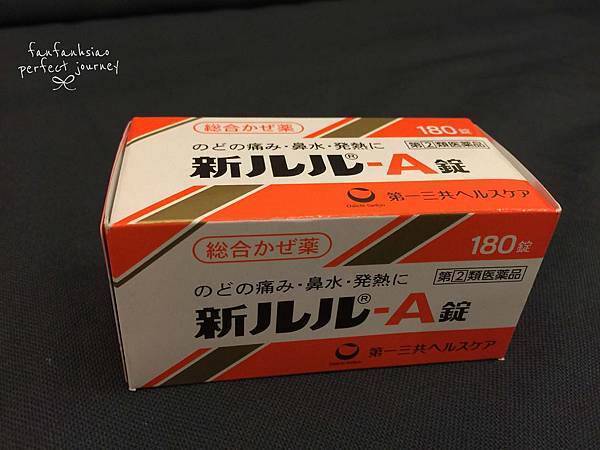 fanfanhsiao
perfect journey
総合かぜ薬
180錠
のどの痛み・鼻水・発熱に
第②類医薬品
新ルル®-A錠
Daiichi-Sankyo
第一三共ヘルスケア
総合かぜ薬
180錠
のどの痛み・鼻水・発熱に
第②類医薬品
新ルル®-A錠
第一三共ヘルスケア